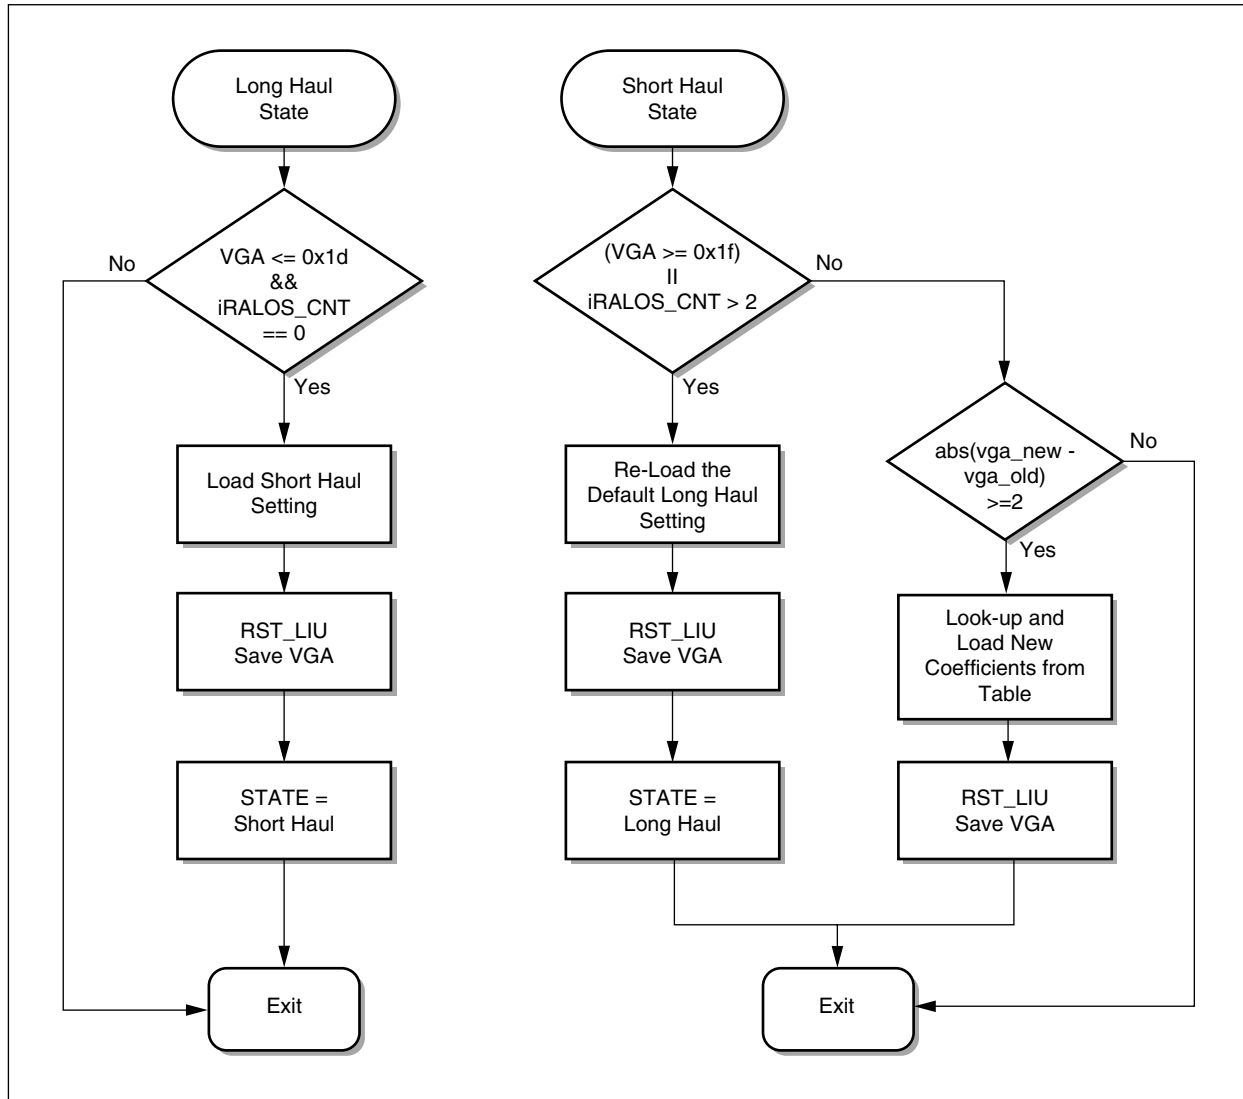 Long Haul
State
VGA <= 0x1d
&&
iRALOS_CNT
== 0
No
Yes
Load Short Haul
Setting
RST_LIU
Save VGA
STATE =
Short Haul
Exit
Short Haul
State
(VGA >= 0x1f)
II
iRALOS_CNT > 2
No
Yes
Re-Load the
Default Long Haul
Setting
RST_LIU
Save VGA
STATE =
Long Haul
abs(vga_new -
vga_old)
>=2
No
Yes
Look-up and
Load New
Coefficients from
Table
RST_LIU
Save VGA
Exit